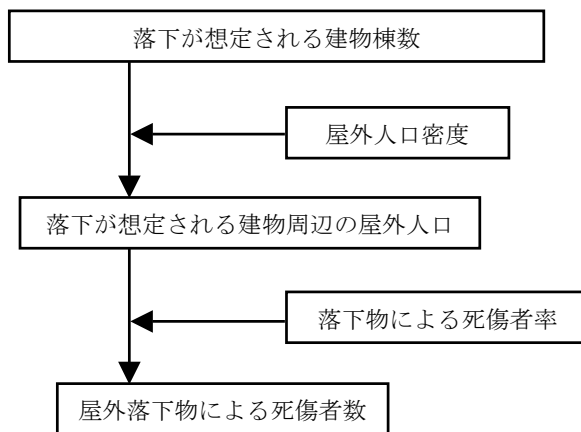 落下が想定される建物棟数
屋外人口密度
落下が想定される建物周辺の屋外人口
落下物による死傷者率
屋外落下物による死傷者数